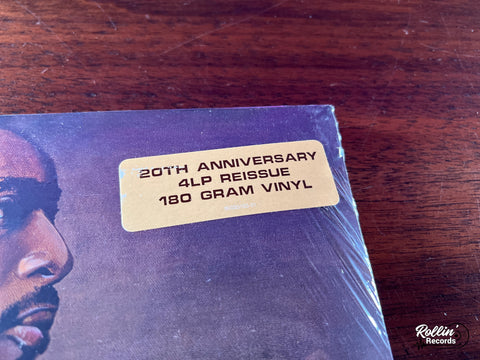 20TH ANNIVERSARY
4LP REISSUE
180 GRAM VINYL
Rollin'
Records